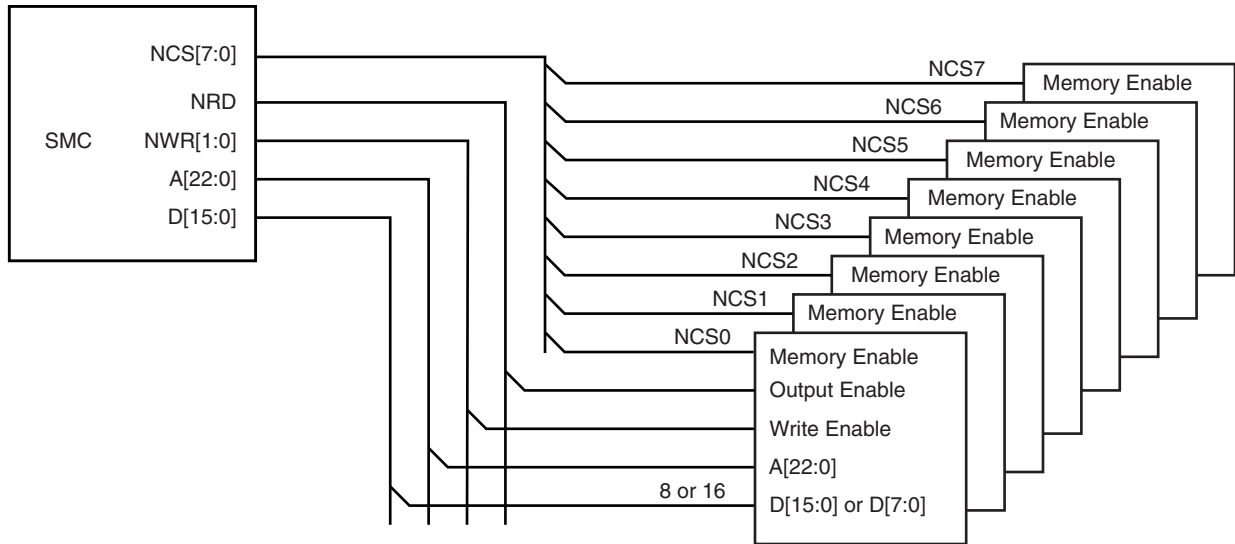 NCS[7:0]
NRD
SMC
NWR[1:0]
A[22:0]
D[15:0]
NCS7
Memory Enable
NCS6
Memory Enable
NCS5
Memory Enable
NCS4
Memory Enable
NCS3
Memory Enable
NCS2
Memory Enable
NCS1
Memory Enable
NCS0
Memory Enable
Output Enable
Write Enable
A[22:0]
8 or 16
D[15:0] or D[7:0]